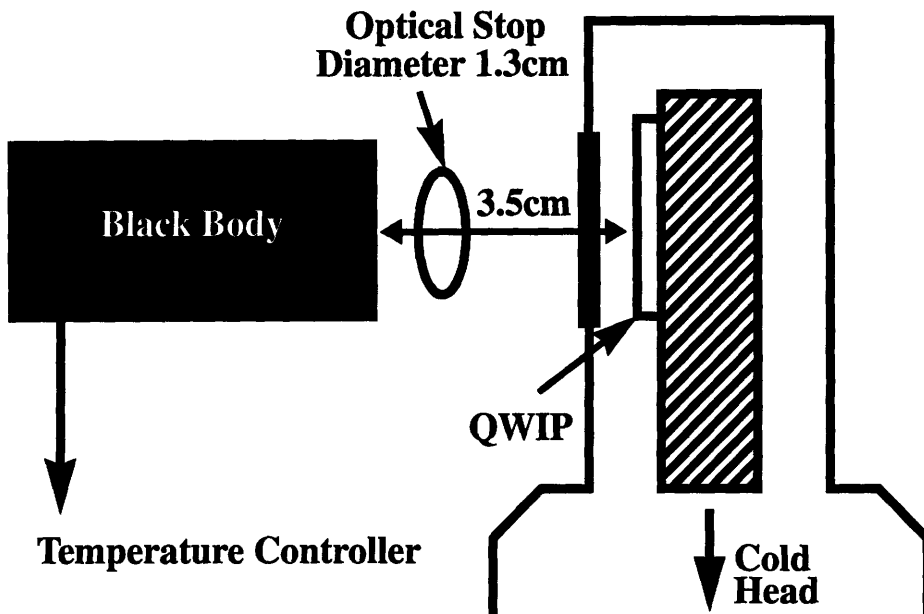 Optical Stop
Diameter 1.3cm
Black Body
3.5cm
QWIP
Temperature Controller
Cold
Head